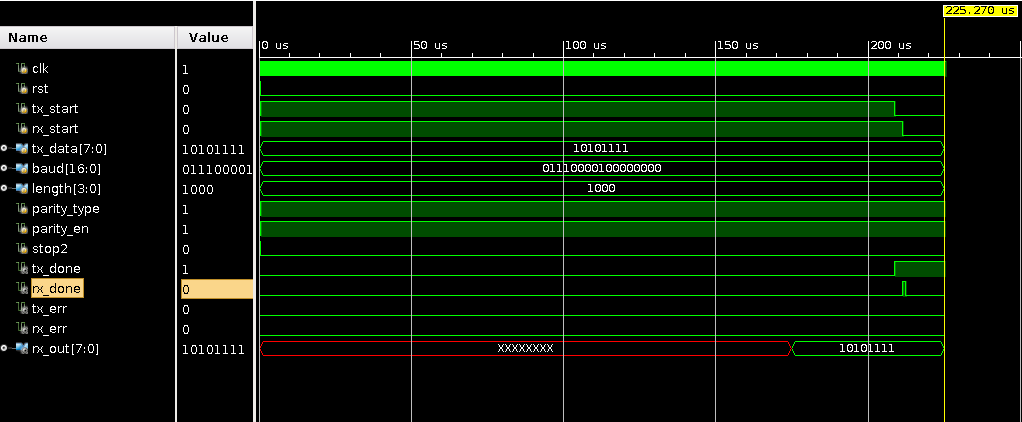 225.270 us
Name Value
0 us 50 us 100 us 150 us 200 us
clk 1
rst 0
tx_start 0
rx_start 0
tx_data[7:0] 10101111 10101111
baud[16:0] 011100001 01110000100000000
length[3:0] 1000 1000
parity_type 1
parity_en 1
stop2 0
tx_done 1
rx_done 0
tx_err 0
rx_err 0
rx_out[7:0] 10101111 XXXXXXXX 10101111